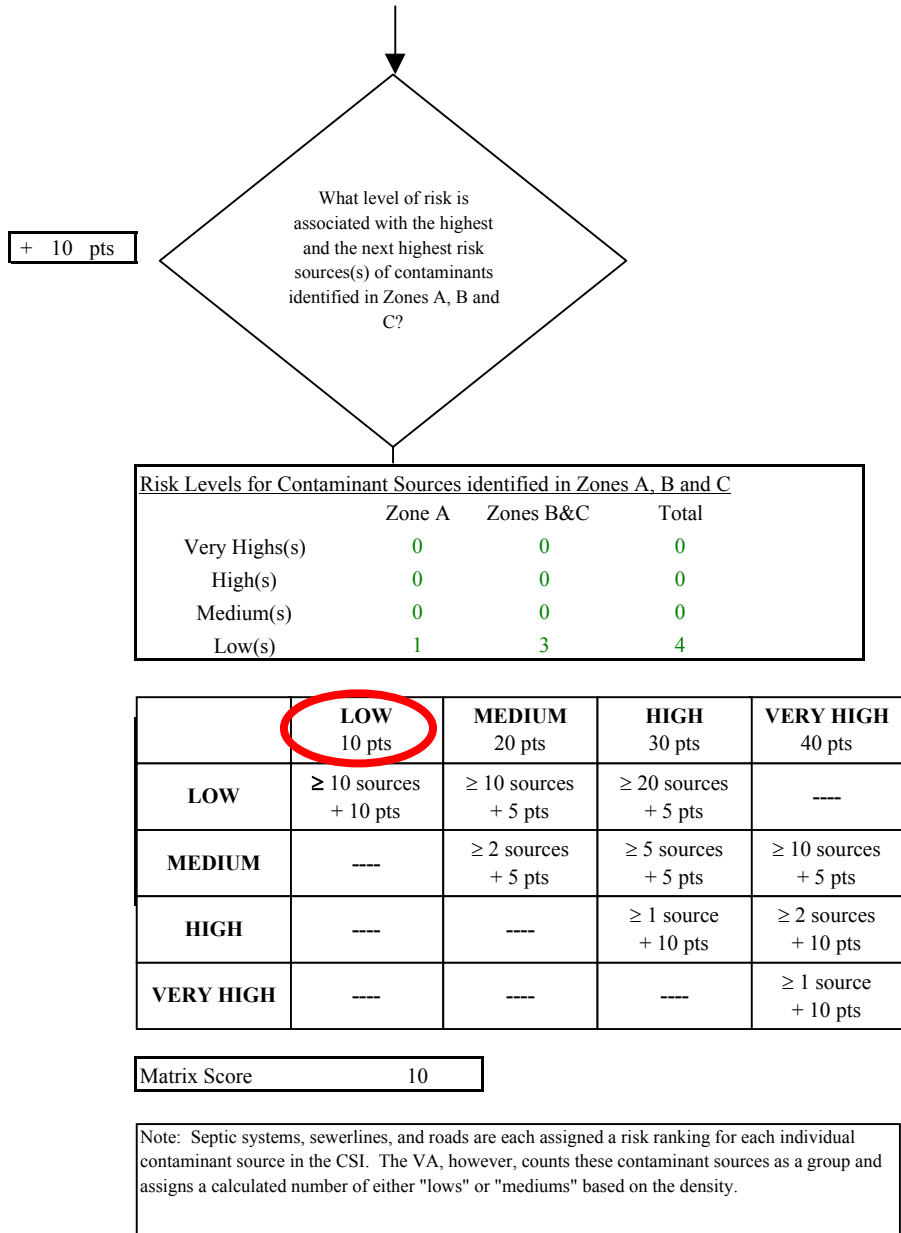 What level of risk is
associated with the highest
and the next highest risk
sources(s) of contaminants
identified in Zones A, B and
C?
+ 10 pts
Risk Levels for Contaminant Sources identified in Zones A, B and C
Zone A Zones B&C Total
Very Highs(s) 0 0 0
High(s) 0 0 0
Medium(s) 0 0 0
Low(s) 1 3 4
LOW MEDIUM HIGH VERY HIGH
10 pts 20 pts 30 pts 40 pts
LOW ≥ 10 sources ≥ 10 sources ≥ 20 sources ----
+ 10 pts + 5 pts + 5 pts
MEDIUM ---- ≥ 2 sources ≥ 5 sources ≥ 10 sources
+ 5 pts + 5 pts + 5 pts
HIGH ---- ---- ≥ 1 source ≥ 2 sources
+ 10 pts + 10 pts
VERY HIGH ---- ---- ---- ≥ 1 source
+ 10 pts
Matrix Score 10
Note: Septic systems, sewerlines, and roads are each assigned a risk ranking for each individual
contaminant source in the CSI. The VA, however, counts these contaminant sources as a group and
assigns a calculated number of either "lows" or "mediums" based on the density.